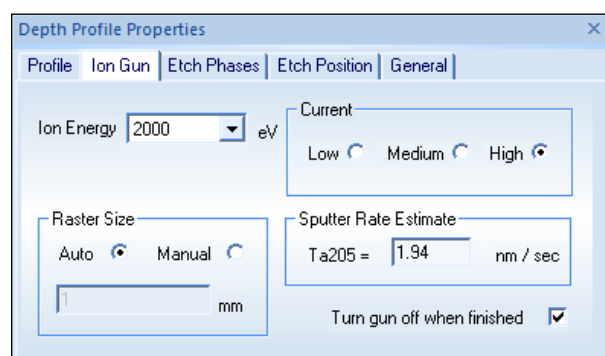 Depth Profile Properties
Profile Ion Gun Etch Phases Etch Position General
Ion Energy 2000 eV
Current
Low Medium High
Raster Size
Auto Manual
1 mm
Sputter Rate Estimate
Ta205 = 1.94 nm / sec
Turn gun off when finished